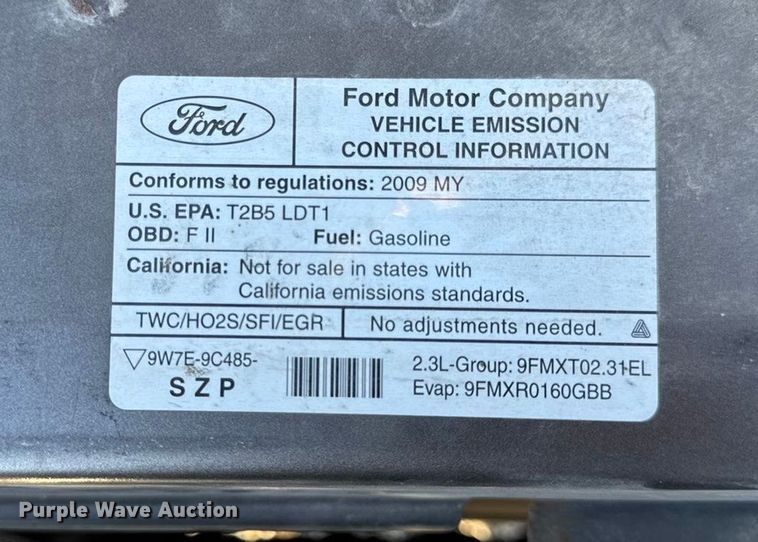 Ford
Ford Motor Company
VEHICLE EMISSION
CONTROL INFORMATION
Conforms to regulations: 2009 MY
U.S. EPA: T2B5 LDT1
OBD: F II Fuel: Gasoline
California: Not for sale in states with
California emissions standards.
TWC/HO2S/SFI/EGR No adjustments needed.
9W7E-9C485-
SZP
2.3L-Group: 9FMXT02.31EL
Evap: 9FMXR0160GBB
Purple Wave Auction